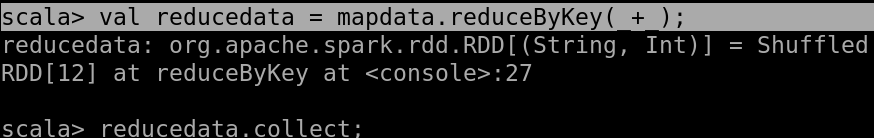 scala> val reducedata = mapdata.reduceByKey(_+_);
reducedata: org.apache.spark.rdd.RDD[(String, Int)] = Shuffled
RDD[12] at reduceByKey at <console>:27
scala> reducedata.collect;